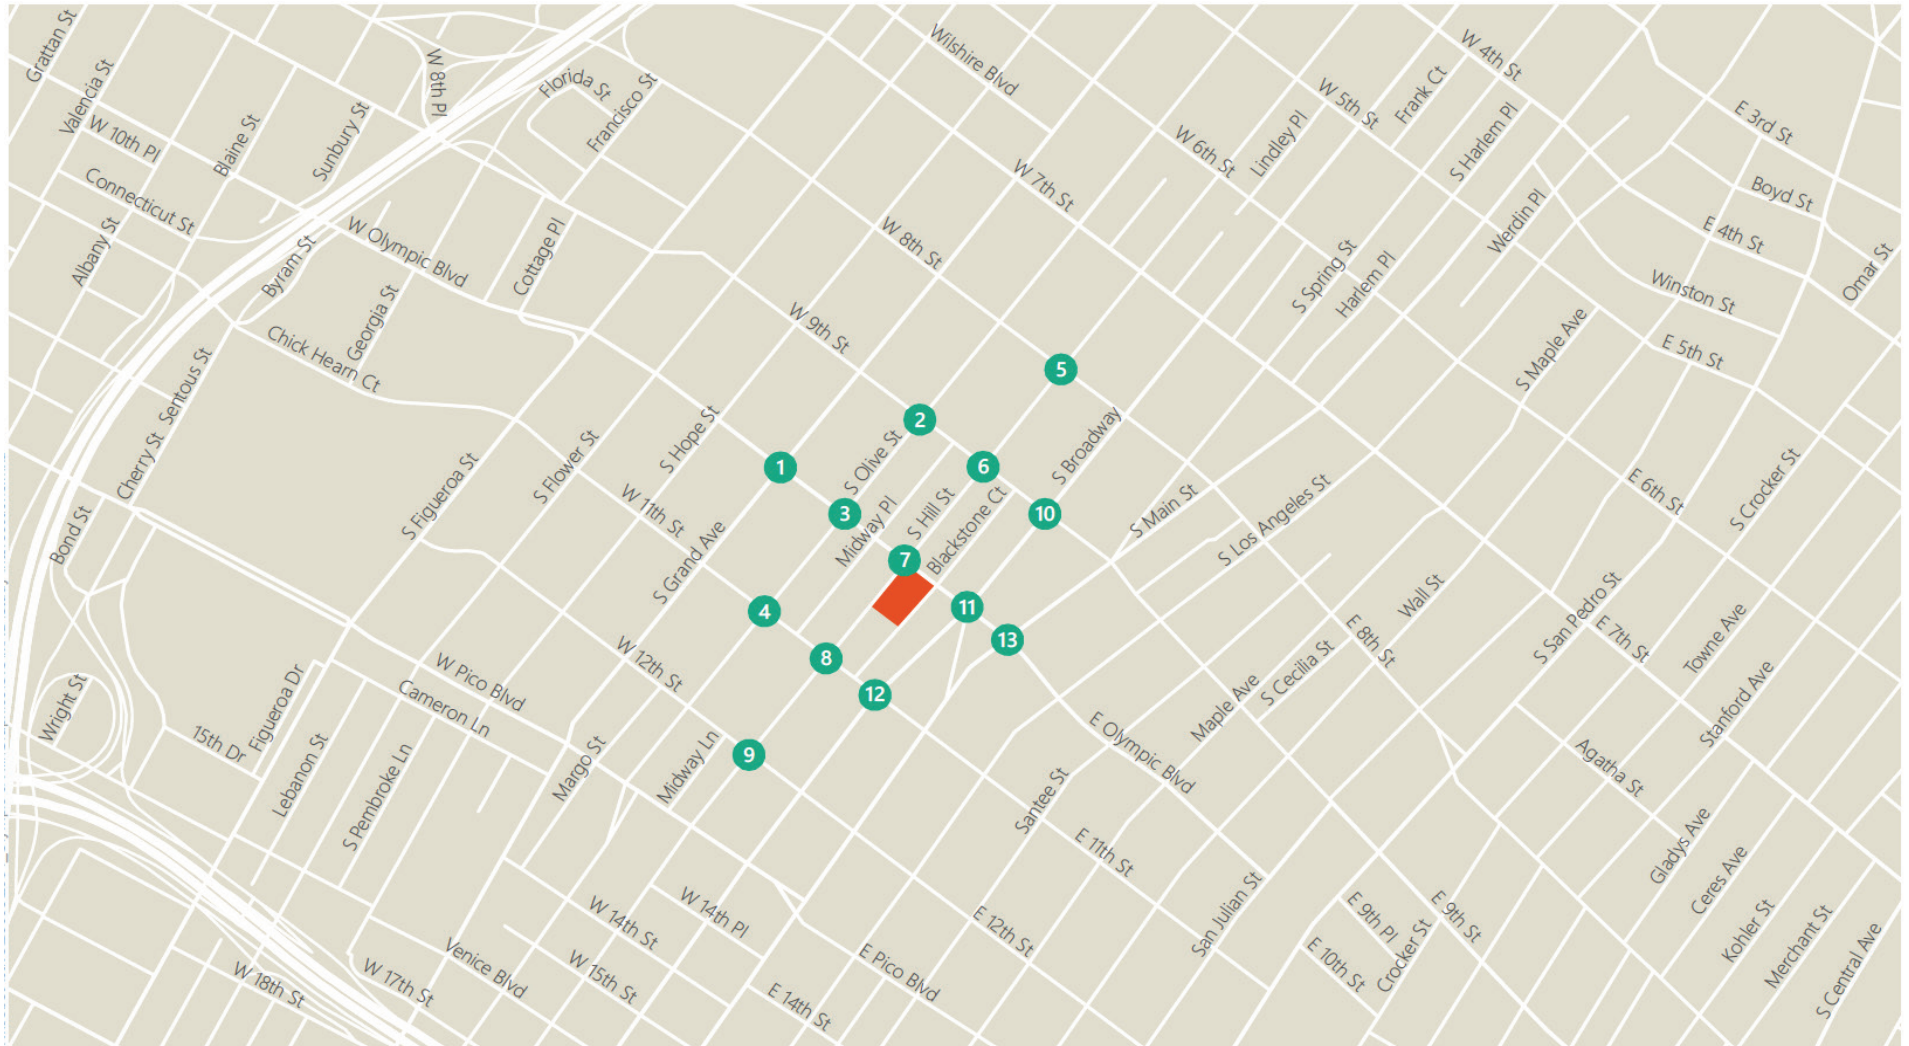 Grattan St
Valencia St
W 10th Pl
Connecticut St
Blaine St
Sunbury St
W 8th Pl
Florida St
Francisco St
Albany St
Byram St
W Olympic Blvd
Cottage Pl
Georgia St
Chick Hearn Ct
Sentous St
Cherry St
Bond St
Wright St
Wilshire Blvd
W 4th St
W 5th St
Frank Ct
S Harlem Pl
E 3rd St
W 6th St
Lindley Pl
W 7th St
Boyd St
E 4th St
Werdin Pl
Omar St
W 8th St
S Spring St
Harlem Pl
Winston St
W 9th St
S Maple Ave
E 5th St
5
2
S Hope St
S Olive St
S Broadway
1
6
S Flower St
S Figueroa St
W 11th St
3
Midway Pl
S Hill St
Blackstone Ct
10
S Main St
S Los Angeles St
E 6th St
S Crocker St
S Grand Ave
7
4
11
13
8
12
9
W 12th St
Wall St
E 8th St
S San Pedro St
E 7th St
Towne Ave
S Cecilia St
Maple Ave
Stanford Ave
W Pico Blvd
Cameron Ln
Figueroa Dr
15th Dr
Lebanon St
S Pembroke Ln
Margo St
Midway Ln
E Olympic Blvd
Santee St
E 11th St
Agatha St
Gladys Ave
Ceres Ave
Kohler St
Merchant St
S Central Ave
San Julian St
E 9th Pl
E 9th St
Crocker St
E 10th St
E 12th St
E Pico Blvd
W 14th Pl
W 14th St
W 15th St
E 14th St
Venice Blvd
W 17th St
W 18th St